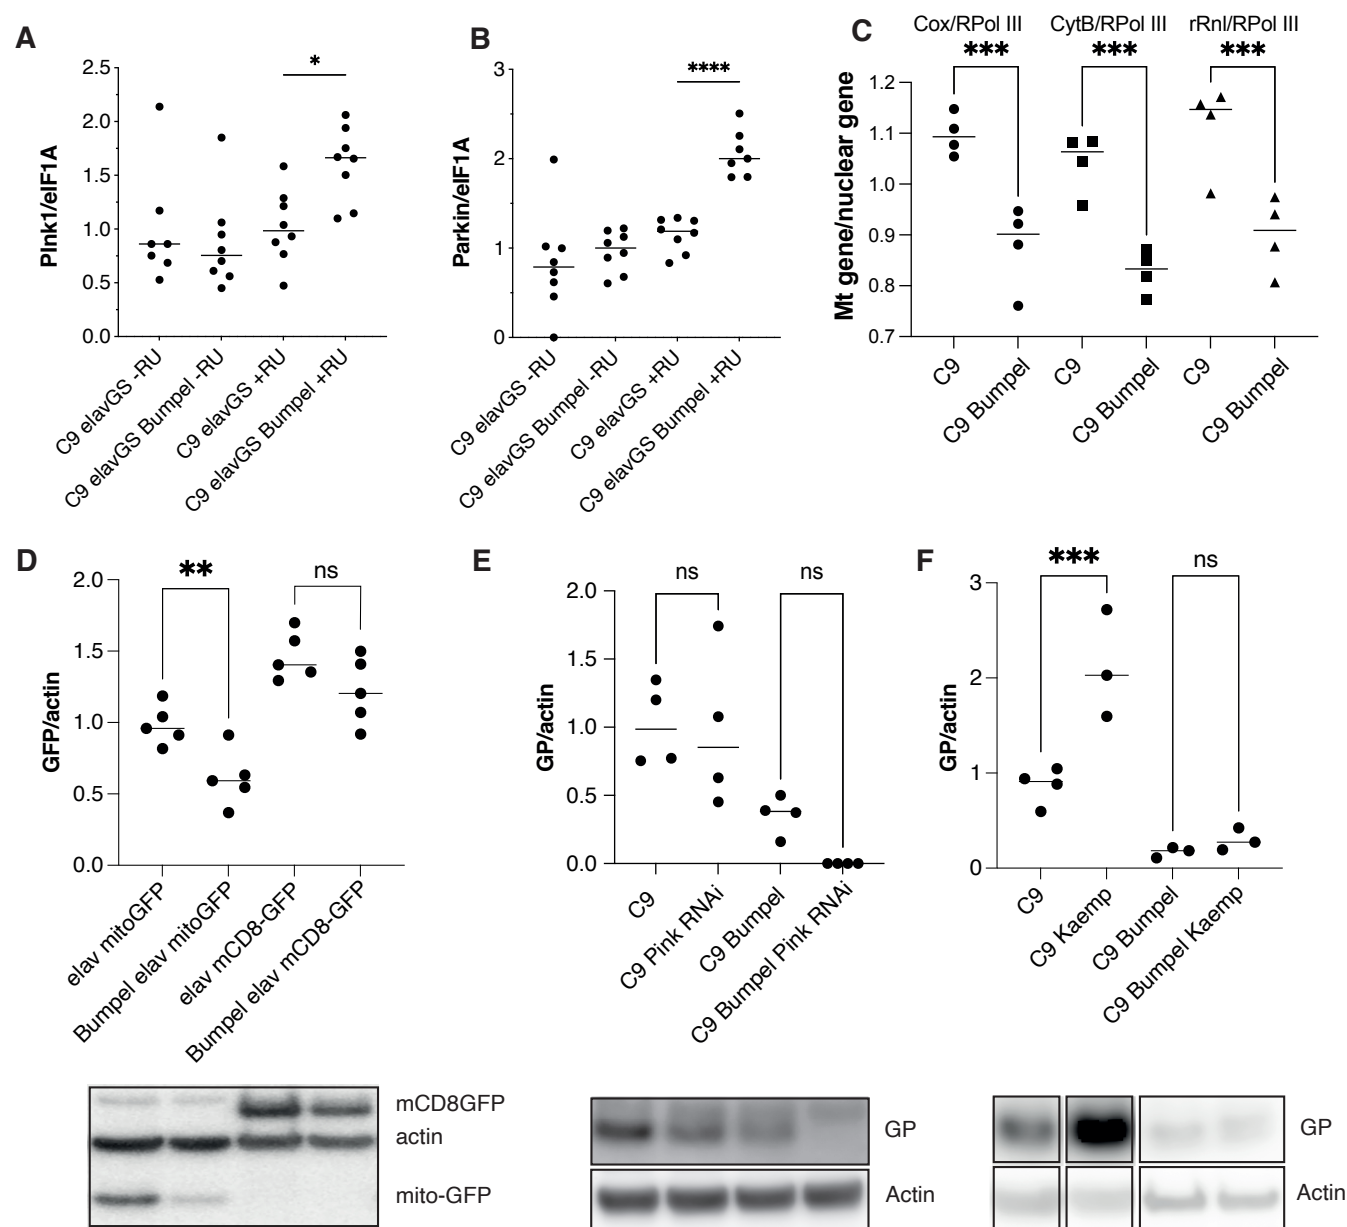 A
PInk1/eIF1A
2.5
2.0
1.5
1.0
0.5
0.0
*
C9 elavGS -RU
C9 elavGS Bumpel -RU
C9 elavGS +RU
C9 elavGS Bumpel +RU
B
Parkin/eIF1A
3
2
1
0
****
C9 elavGS -RU
C9 elavGS Bumpel -RU
C9 elavGS +RU
C9 elavGS Bumpel +RU
C
Cox/RPol III
CytB/RPol III
rRnl/RPol III
***
***
***
Mt gene/nuclear gene
1.2
1.1
1.0
0.9
0.8
0.7
C9
C9 Bumpel
C9
C9 Bumpel
C9
C9 Bumpel
D
GFP/actin
2.0
1.5
1.0
0.5
0.0
**
ns
elav mitoGFP
Bumpel elav mitoGFP
elav mCD8-GFP
Bumpel elav mCD8-GFP
mCD8GFP
actin
mito-GFP
E
GP/actin
2.0
1.5
1.0
0.5
0.0
ns
ns
C9
C9 Pink RNAi
C9 Bumpel
C9 Bumpel Pink RNAi
GP
Actin
F
GP/actin
3
2
1
0
***
ns
C9
C9 Kaemp
C9 Bumpel
C9 Bumpel Kaemp
GP
Actin